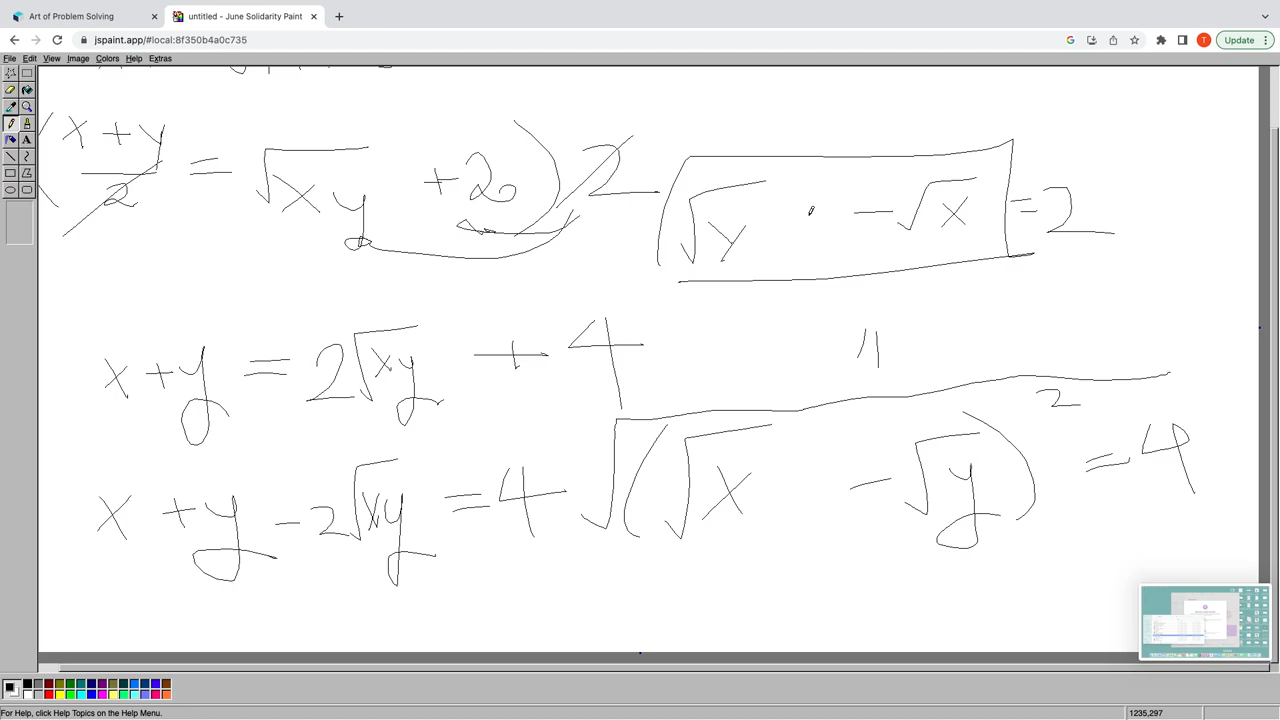 Art of Problem Solving
untitled - June Solidarity Paint
jspaint.app/#local:8f350b4a0c735
T
Update
File Edit View Image Colors Help Extras
(x + y)/2 = √xy + 2) 2
(√y - √x = 2
x + y = 2√xy + 4
x + y - 2√xy = 4
√(√x - √y)² = 4
For Help, click Help Topics on the Help Menu.
1235,297